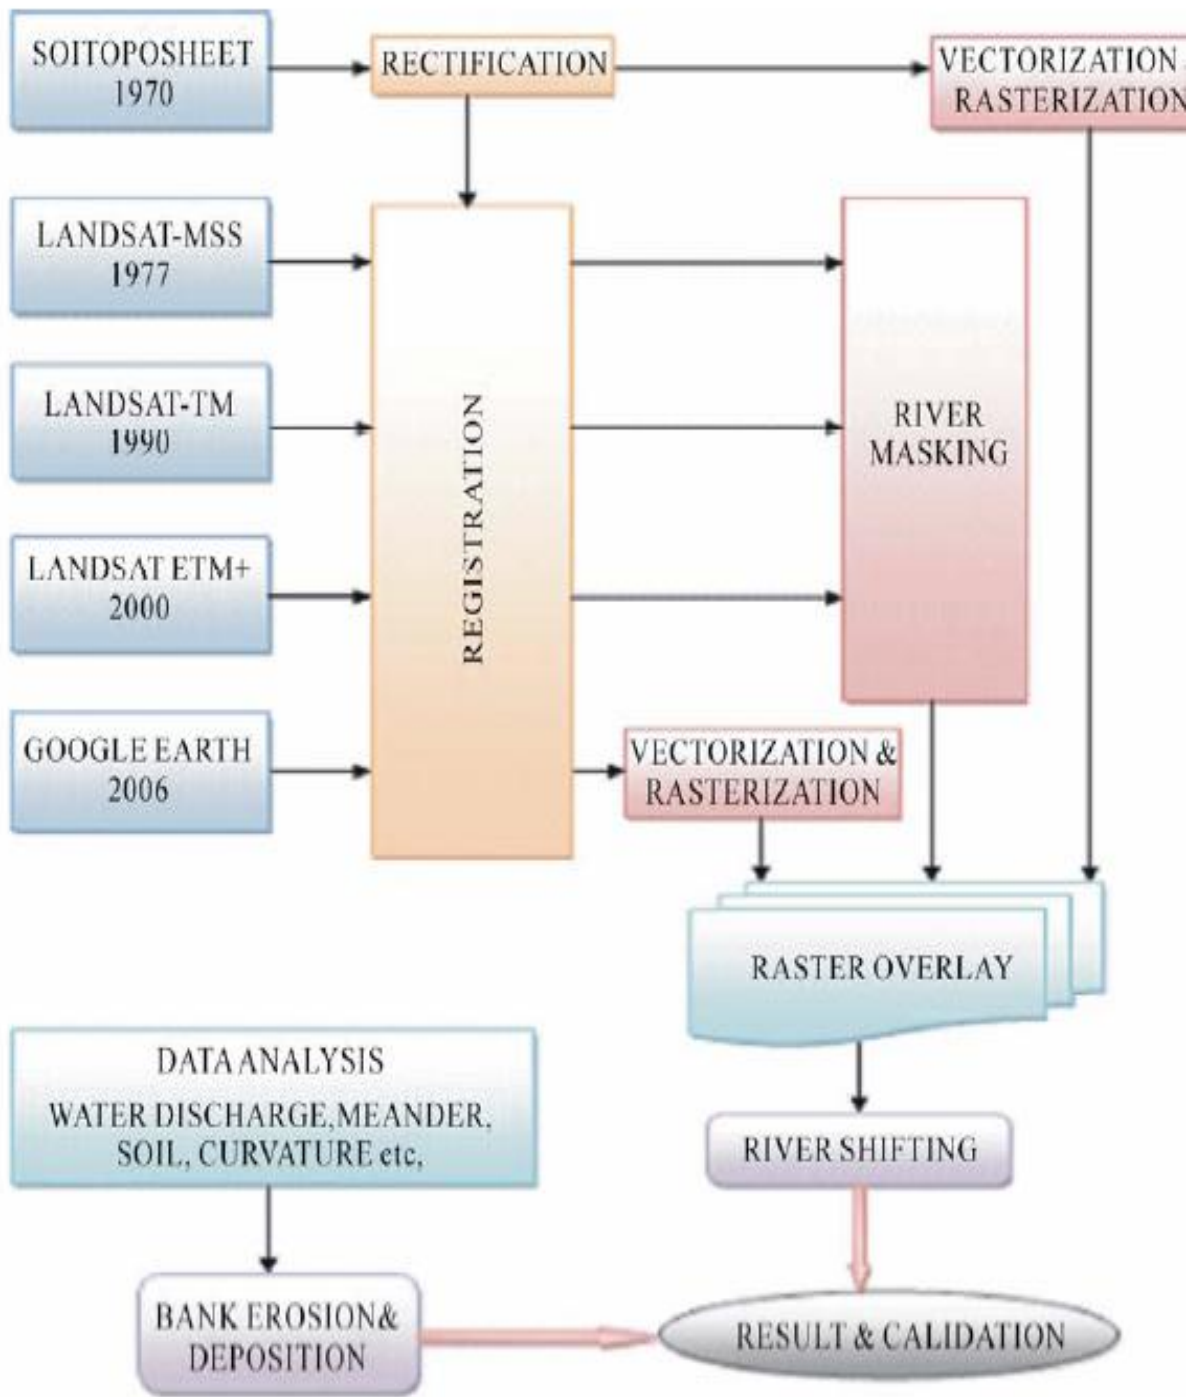 SOITOPOSHEET
1970
RECTIFICATION
VECTORIZATION
RASTERIZATION
LANDSAT-MSS
1977
LANDSAT-TM
1990
LANDSAT ETM+
2000
GOOGLE EARTH
2006
REGISTRATION
RIVER
MASKING
VECTORIZATION &
RASTERIZATION
RASTER OVERLAY
DATA ANALYSIS
WATER DISCHARGE, MEANDER,
SOIL, CURVATURE etc,
RIVER SHIFTING
BANK EROSION&
DEPOSITION
RESULT & CALIDATION